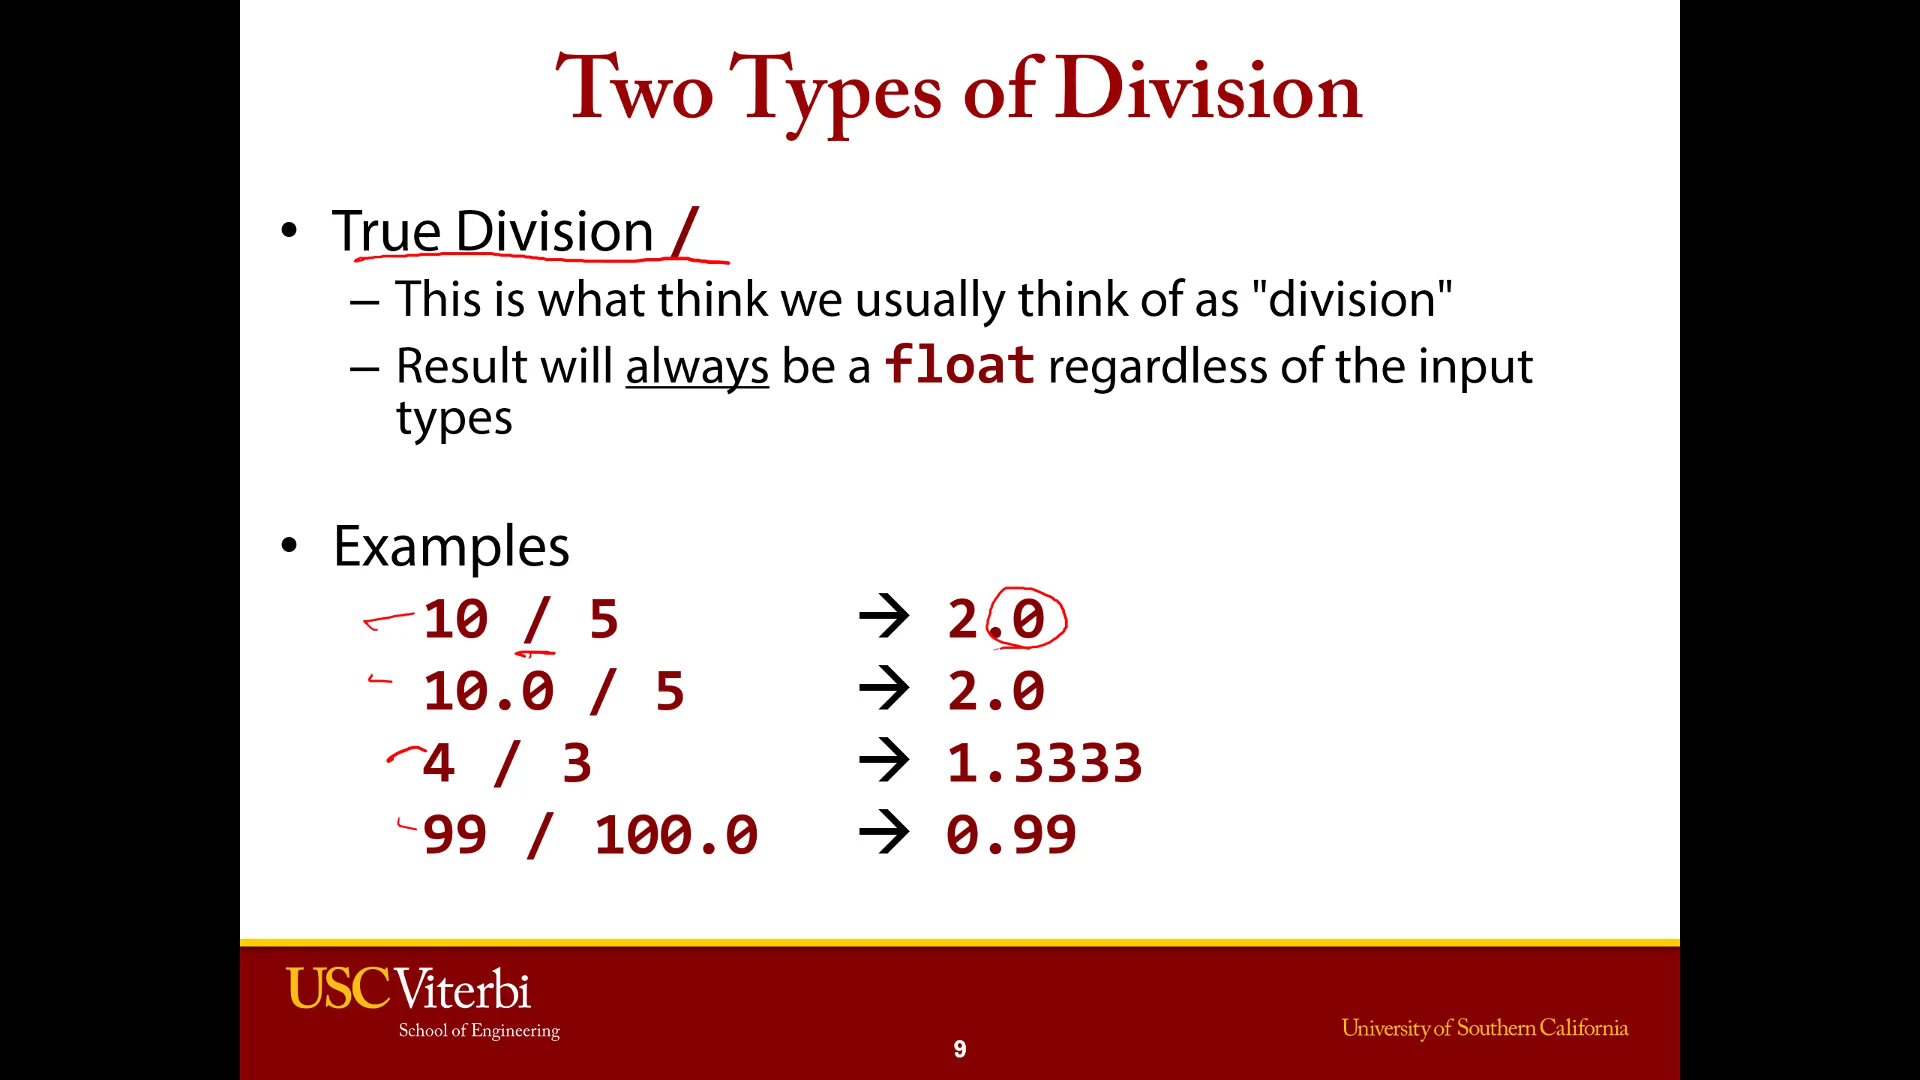 Two Types of Division
• True Division /
– This is what think we usually think of as "division"
– Result will always be a float regardless of the input
types
• Examples
10 / 5 → 2.0
10.0 / 5 → 2.0
4 / 3 → 1.3333
99 / 100.0 → 0.99
USC Viterbi
School of Engineering
University of Southern California
9